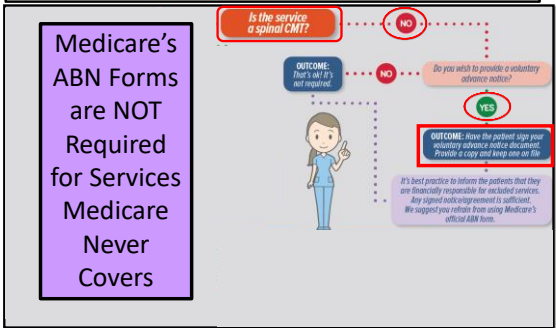 Medicare’s
ABN Forms
are NOT
Required
for Services
Medicare
Never
Covers
Is the service
a spinal CMT?
NO
Do you wish to provide a voluntary
advance notice?
NO
OUTCOME:
That's ok! It's
not required.
YES
OUTCOME: Have the patient sign your
voluntary advance notice document.
Provide a copy and keep one on file
It's best practice to inform the patients that they
are financially responsible for excluded services.
Any signed notice/agreement is sufficient.
We suggest you refrain from using Medicare's
official ABN form.